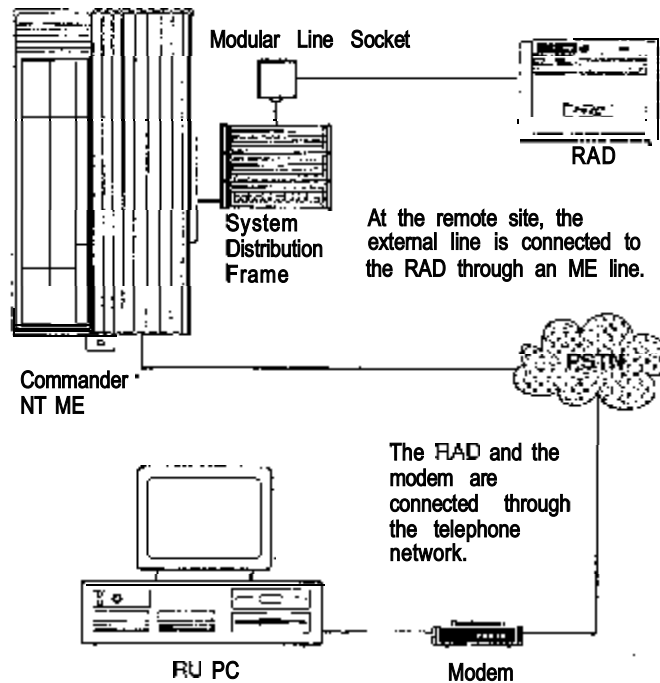 Modular Line Socket
RAD
System
Distribution
Frame
At the remote site, the
external line is connected to
the RAD through an ME line.
PSTN
Commander
NT ME
The RAD and the
modem are
connected through
the telephone
network.
RU PC
Modem